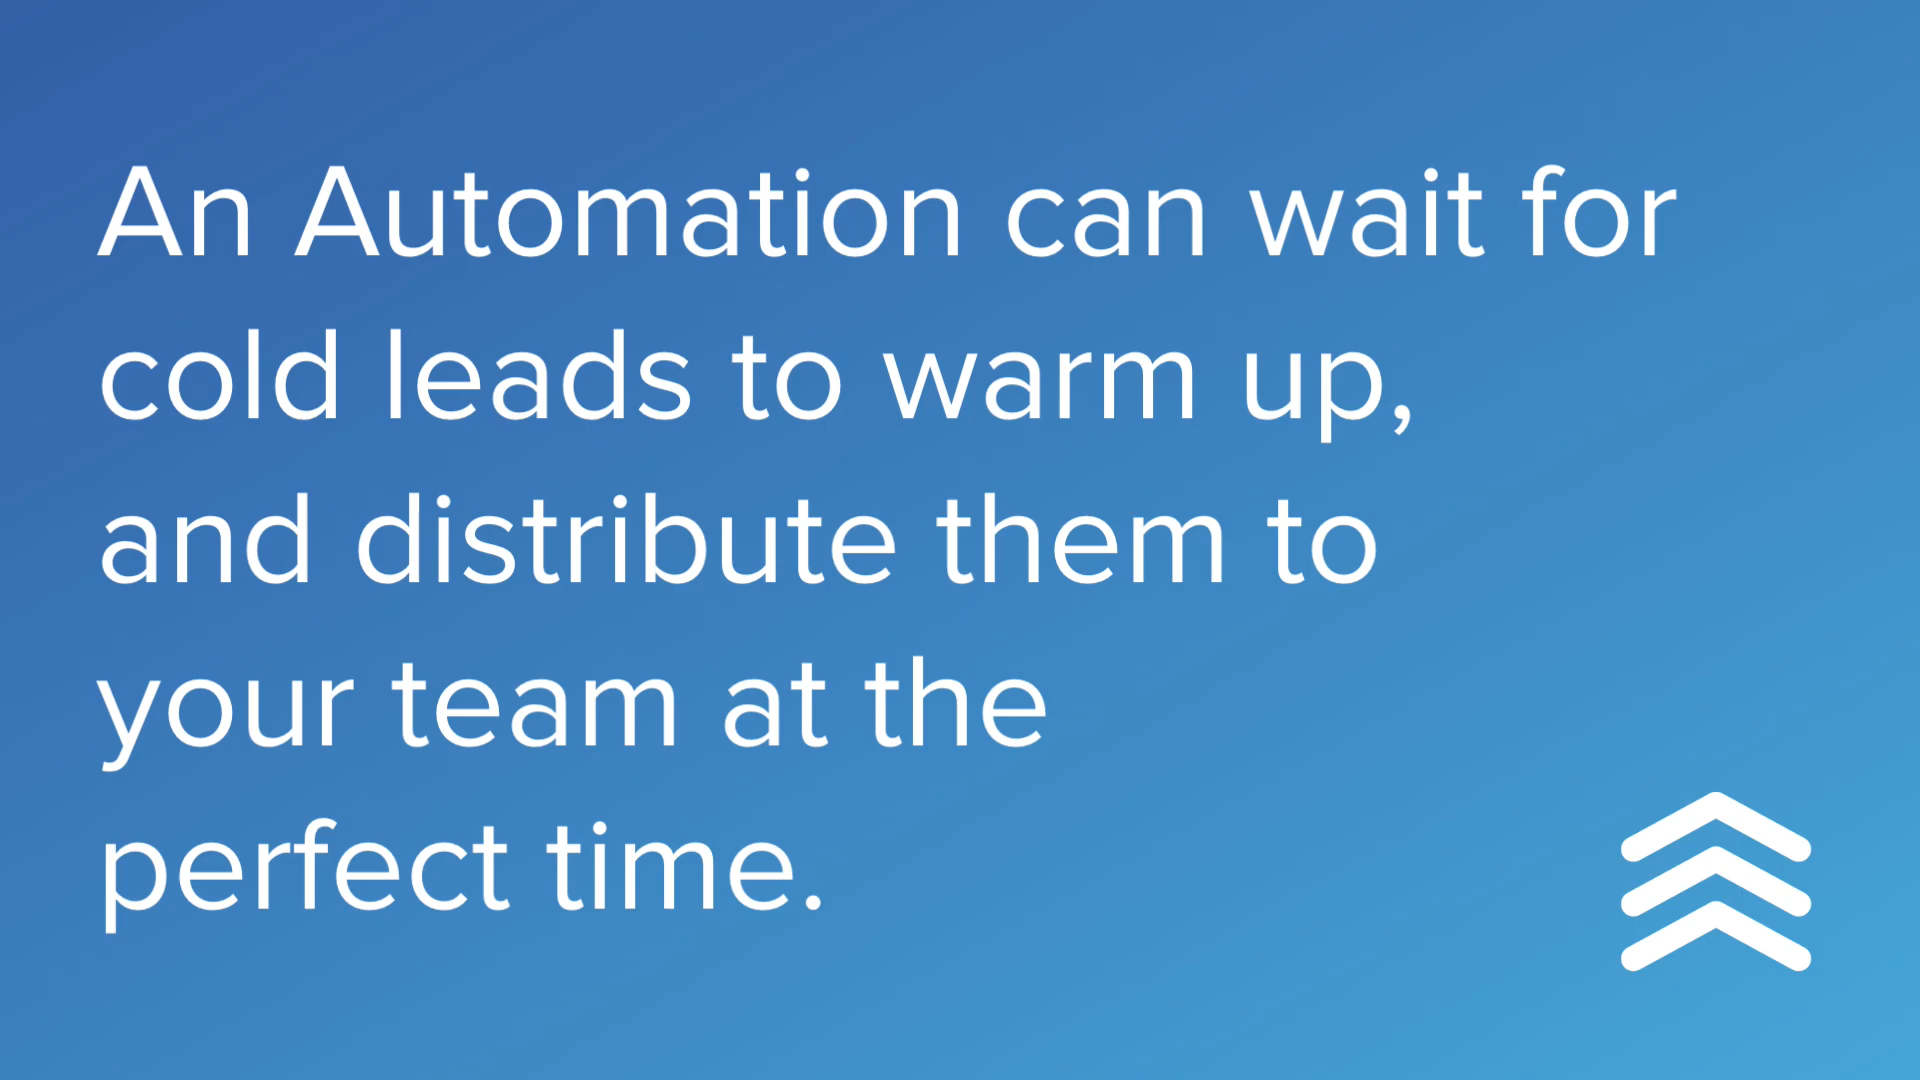 An Automation can wait for
cold leads to warm up,
and distribute them to
your team at the
perfect time.